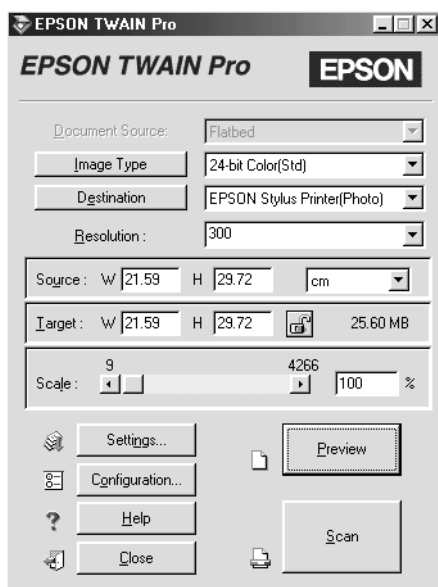 EPSON TWAIN Pro
EPSON TWAIN Pro EPSON
Document Source: Flatbed
Image Type 24-bit Color(Std)
Destination EPSON Stylus Printer(Photo)
Resolution : 300
Source : W 21.59 H 29.72 cm
Target : W 21.59 H 29.72 25.60 MB
9 4266
Scale : 100 %
Settings...
Configuration...
Preview
Help
Close
Scan